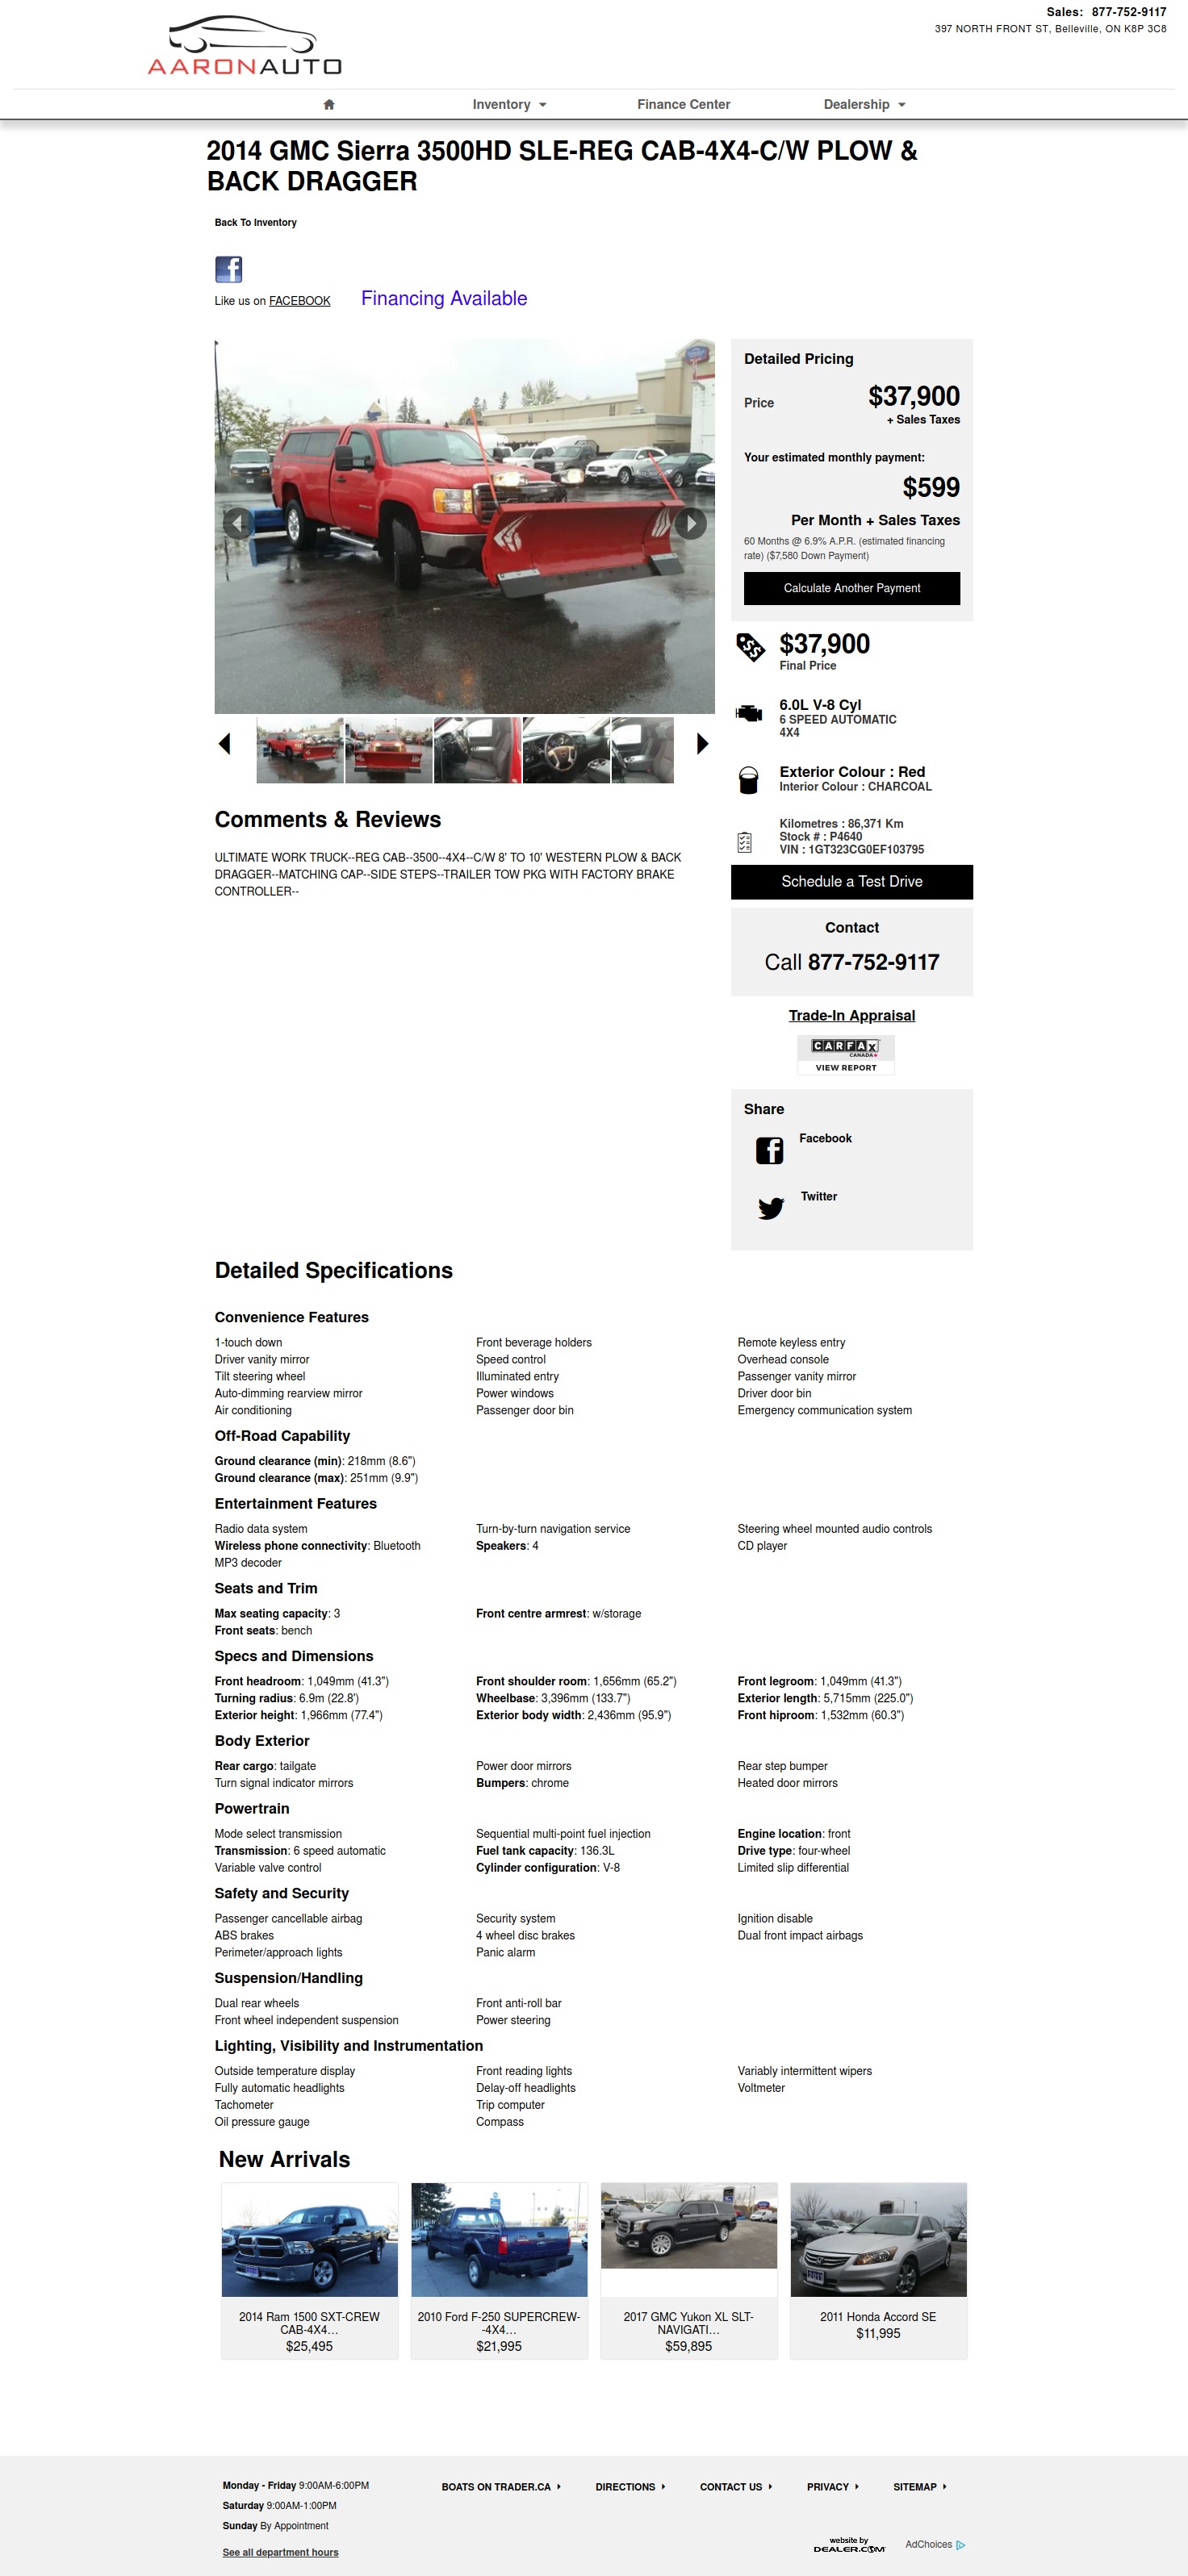 Sales: 877-752-9117
397 NORTH FRONT ST, Belleville, ON K8P 3C8
AARONAUTO
Inventory
Finance Center
Dealership
2014 GMC Sierra 3500HD SLE-REG CAB-4X4-C/W PLOW &
BACK DRAGGER
Back To Inventory
Like us on FACEBOOK
Financing Available
Detailed Pricing
Price
$37,900
+ Sales Taxes
Your estimated monthly payment:
$599
Per Month + Sales Taxes
60 Months @ 6.9% A.P.R. (estimated financing
rate) ($7,580 Down Payment)
Calculate Another Payment
$37,900
Final Price
6.0L V-8 Cyl
6 SPEED AUTOMATIC
4X4
Exterior Colour : Red
Interior Colour : CHARCOAL
Kilometres : 86,371 Km
Stock # : P4640
VIN : 1GT323CG0EF103795
Schedule a Test Drive
Contact
Call 877-752-9117
Trade-In Appraisal
CARFAX
CANADA
VIEW REPORT
Share
Facebook
Twitter
Comments & Reviews
ULTIMATE WORK TRUCK--REG CAB--3500--4X4--C/W 8' TO 10' WESTERN PLOW & BACK
DRAGGER--MATCHING CAP--SIDE STEPS--TRAILER TOW PKG WITH FACTORY BRAKE
CONTROLLER--
Detailed Specifications
Convenience Features
1-touch down
Front beverage holders
Remote keyless entry
Driver vanity mirror
Speed control
Overhead console
Tilt steering wheel
Illuminated entry
Passenger vanity mirror
Auto-dimming rearview mirror
Power windows
Driver door bin
Air conditioning
Passenger door bin
Emergency communication system
Off-Road Capability
Ground clearance (min): 218mm (8.6")
Ground clearance (max): 251mm (9.9")
Entertainment Features
Radio data system
Turn-by-turn navigation service
Steering wheel mounted audio controls
Wireless phone connectivity: Bluetooth
Speakers: 4
CD player
MP3 decoder
Seats and Trim
Max seating capacity: 3
Front centre armrest: w/storage
Front seats: bench
Specs and Dimensions
Front headroom: 1,049mm (41.3")
Front shoulder room: 1,656mm (65.2")
Front legroom: 1,049mm (41.3")
Turning radius: 6.9m (22.8')
Wheelbase: 3,396mm (133.7")
Exterior length: 5,715mm (225.0")
Exterior height: 1,966mm (77.4")
Exterior body width: 2,436mm (95.9")
Front hiproom: 1,532mm (60.3")
Body Exterior
Rear cargo: tailgate
Power door mirrors
Rear step bumper
Turn signal indicator mirrors
Bumpers: chrome
Heated door mirrors
Powertrain
Mode select transmission
Sequential multi-point fuel injection
Engine location: front
Transmission: 6 speed automatic
Fuel tank capacity: 136.3L
Drive type: four-wheel
Variable valve control
Cylinder configuration: V-8
Limited slip differential
Safety and Security
Passenger cancellable airbag
Security system
Ignition disable
ABS brakes
4 wheel disc brakes
Dual front impact airbags
Perimeter/approach lights
Panic alarm
Suspension/Handling
Dual rear wheels
Front anti-roll bar
Front wheel independent suspension
Power steering
Lighting, Visibility and Instrumentation
Outside temperature display
Front reading lights
Variably intermittent wipers
Fully automatic headlights
Delay-off headlights
Voltmeter
Tachometer
Trip computer
Oil pressure gauge
Compass
New Arrivals
2014 Ram 1500 SXT-CREW
CAB-4X4...
$25,495
2010 Ford F-250 SUPERCREW-
-4X4...
$21,995
2017 GMC Yukon XL SLT-
NAVIGATI...
$59,895
2011 Honda Accord SE
$11,995
Monday - Friday 9:00AM-6:00PM
Saturday 9:00AM-1:00PM
Sunday By Appointment
See all department hours
BOATS ON TRADER.CA
DIRECTIONS
CONTACT US
PRIVACY
SITEMAP
website by
DEALER.COM
AdChoices